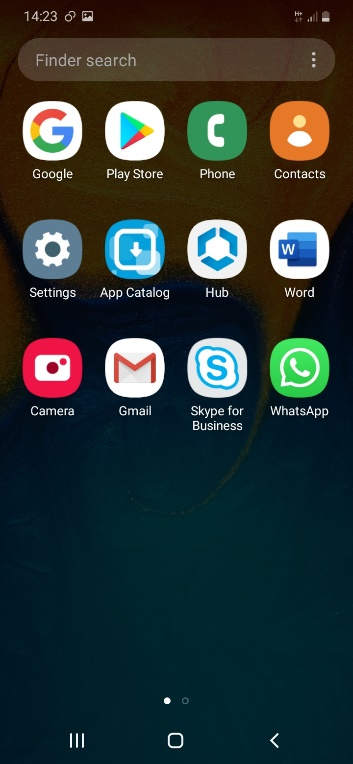 14:23
H+
Finder search
Google
Play Store
Phone
Contacts
Settings
App Catalog
Hub
Word
W
Camera
Gmail
Skype for
Business
WhatsApp